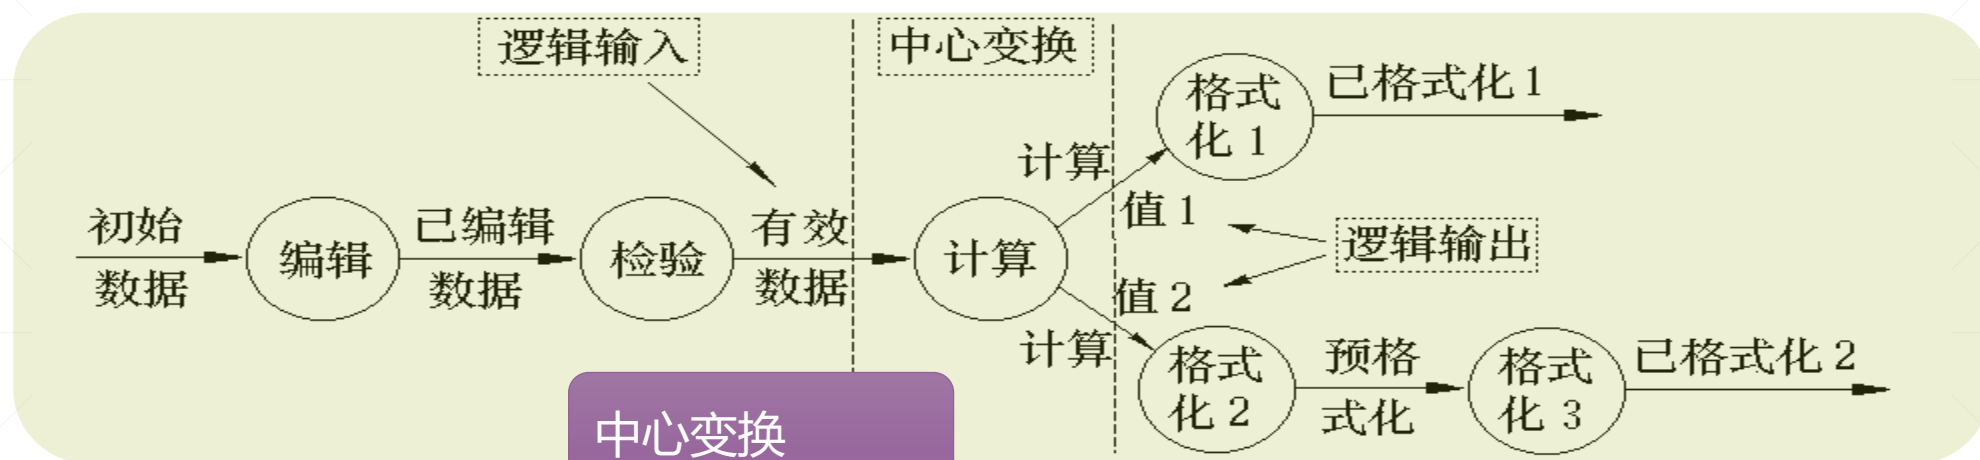 逻辑输入
中心变换
格式
化 1
已格式化 1
计算
值 1
初始
数据
编辑
已编辑
数据
检验
有效
数据
计算
逻辑输出
值 2
计算
格式
化 2
预格
式化
格式
化 3
已格式化 2
中心变换